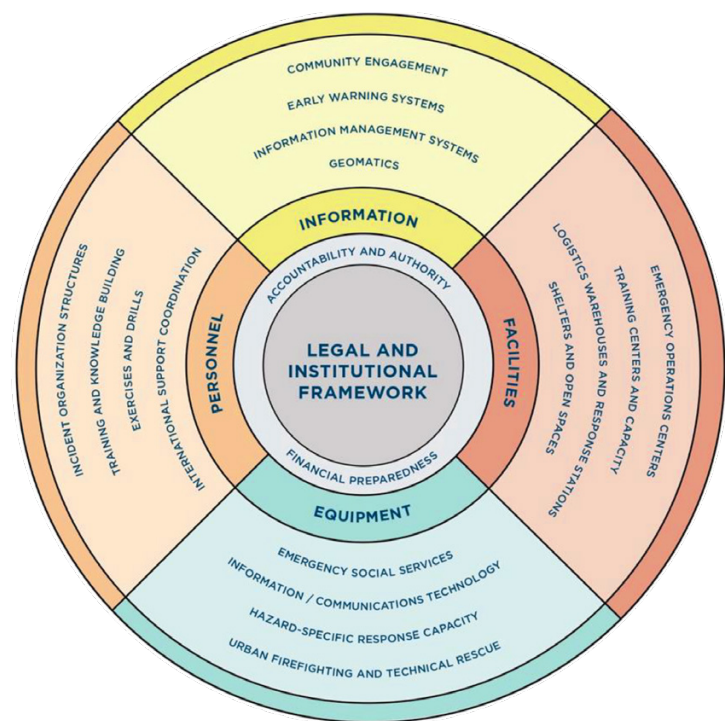 COMMUNITY ENGAGEMENT
EARLY WARNING SYSTEMS
INFORMATION MANAGEMENT SYSTEMS
GEOMATICS
INFORMATION
ACCOUNTABILITY AND AUTHORITY
LEGAL AND
INSTITUTIONAL
FRAMEWORK
FINANCIAL PREPAREDNESS
FACILITIES
EMERGENCY OPERATIONS CENTERS
TRAINING CENTERS AND CAPACITY
LOGISTICS WAREHOUSES AND RESPONSE STATIONS
SHELTERS AND OPEN SPACES
EQUIPMENT
EMERGENCY SOCIAL SERVICES
INFORMATION / COMMUNICATIONS TECHNOLOGY
HAZARD-SPECIFIC RESPONSE CAPACITY
URBAN FIREFIGHTING AND TECHNICAL RESCUE
PERSONNEL
INCIDENT ORGANIZATION STRUCTURES
TRAINING AND KNOWLEDGE BUILDING
EXERCISES AND DRILLS
INTERNATIONAL SUPPORT COORDINATION